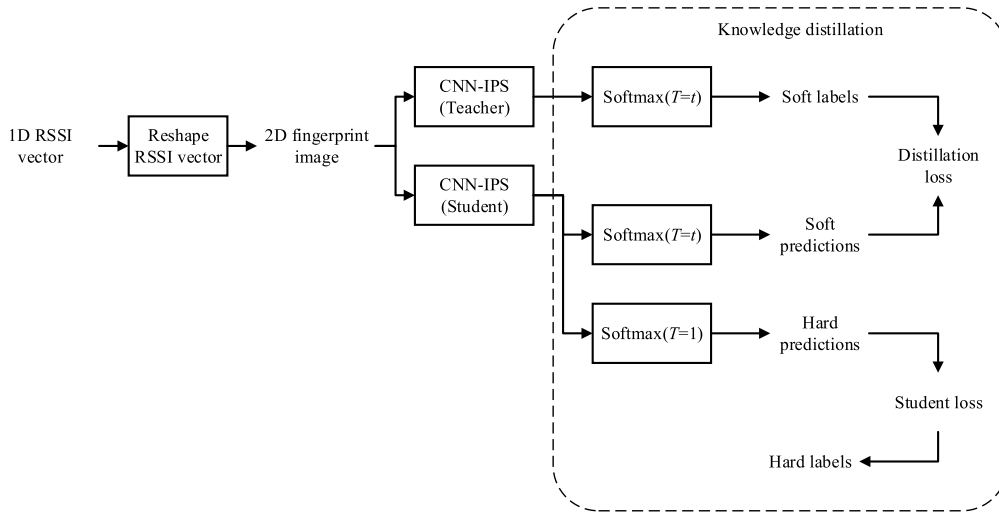 Knowledge distillation
CNN-IPS
(Teacher)
Softmax(T=t)
Soft labels
1D RSSI
vector
Reshape
RSSI vector
2D fingerprint
image
Distillation
loss
CNN-IPS
(Student)
Softmax(T=t)
Soft
predictions
Softmax(T=1)
Hard
predictions
Student loss
Hard labels